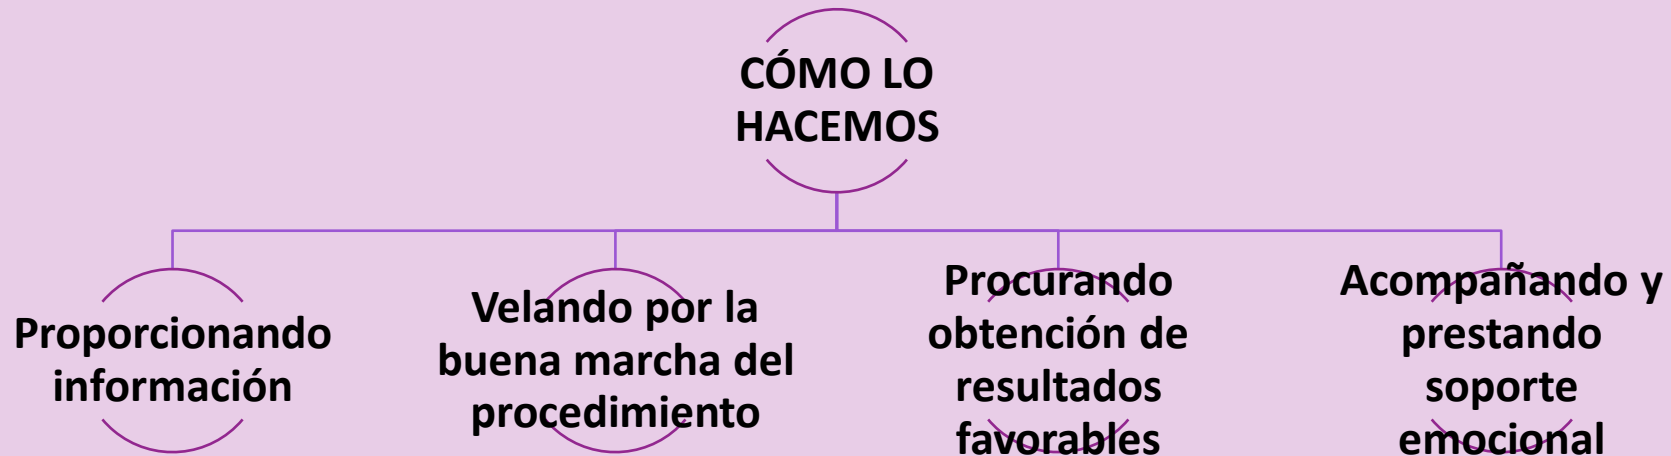 CÓMO LO
HACEMOS
Proporcionando
información
Velando por la
buena marcha del
procedimiento
Procurando
obtención de
resultados
favorables
Acompañando y
prestando
soporte
emocional